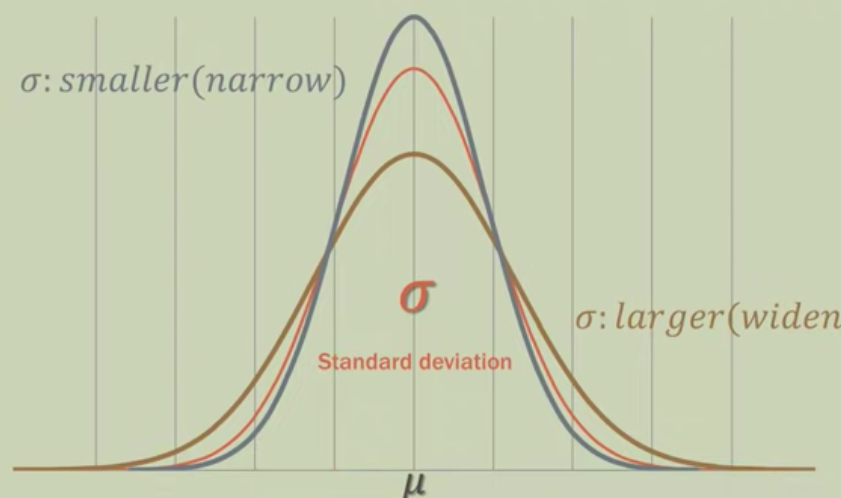 σ: smaller(narrow)
σ
σ: larger(widen
Standard deviation
μ